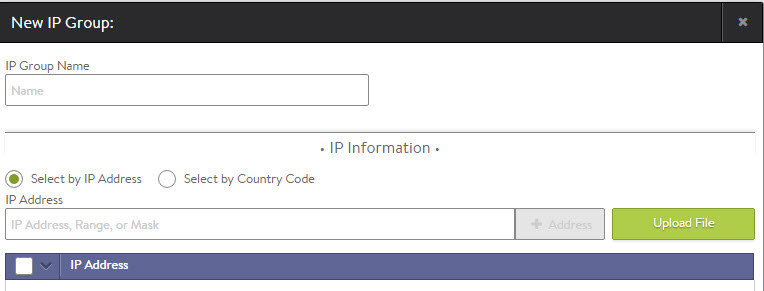 New IP Group:
IP Group Name
Name
• IP Information •
Select by IP Address Select by Country Code
IP Address
IP Address, Range, or Mask + Address Upload File
IP Address